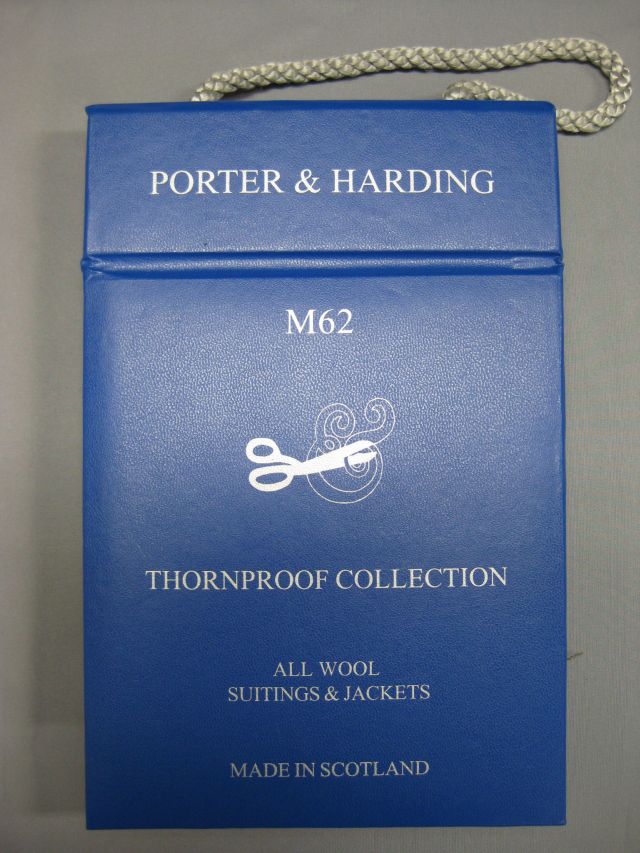 PORTER & HARDING
M62
THORNPROOF COLLECTION
ALL WOOL
SUITINGS & JACKETS
MADE IN SCOTLAND